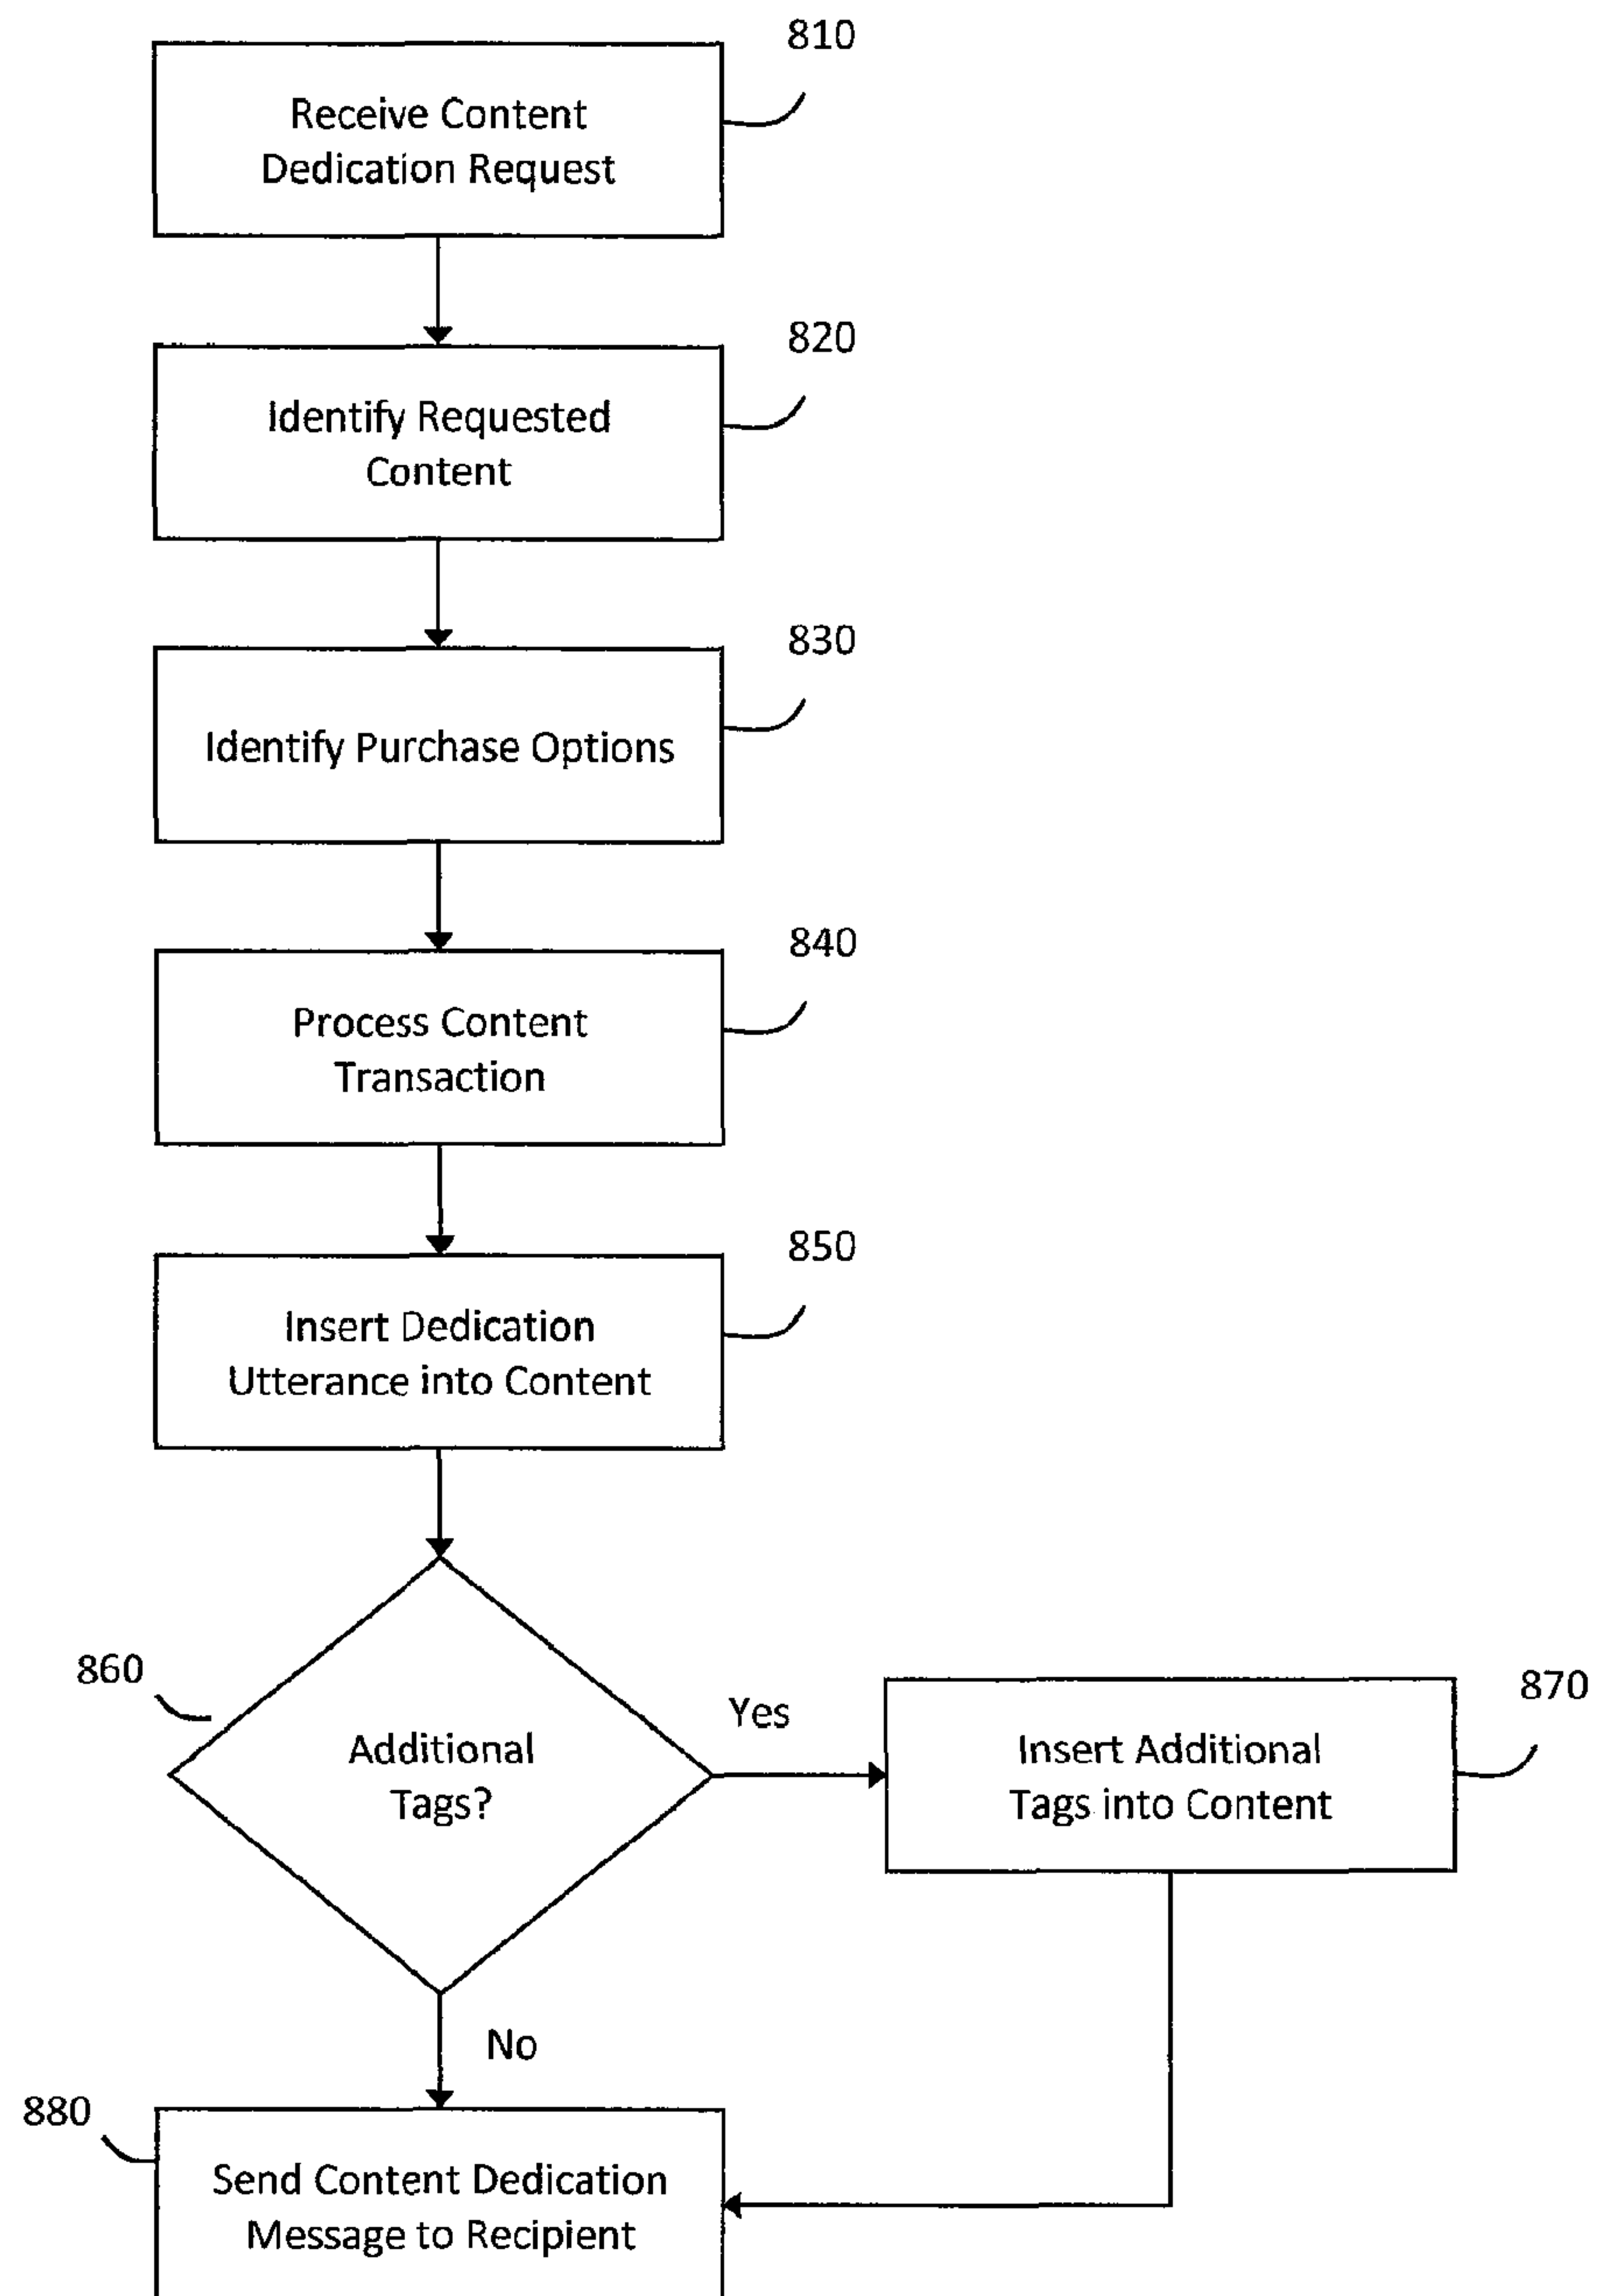 810
Receive Content
Dedication Request
820
Identify Requested
Content
830
Identify Purchase Options
840
Process Content
Transaction
850
Insert Dedication
Utterance into Content
860
Additional
Tags?
Yes
870
Insert Additional
Tags into Content
No
880
Send Content Dedication
Message to Recipient